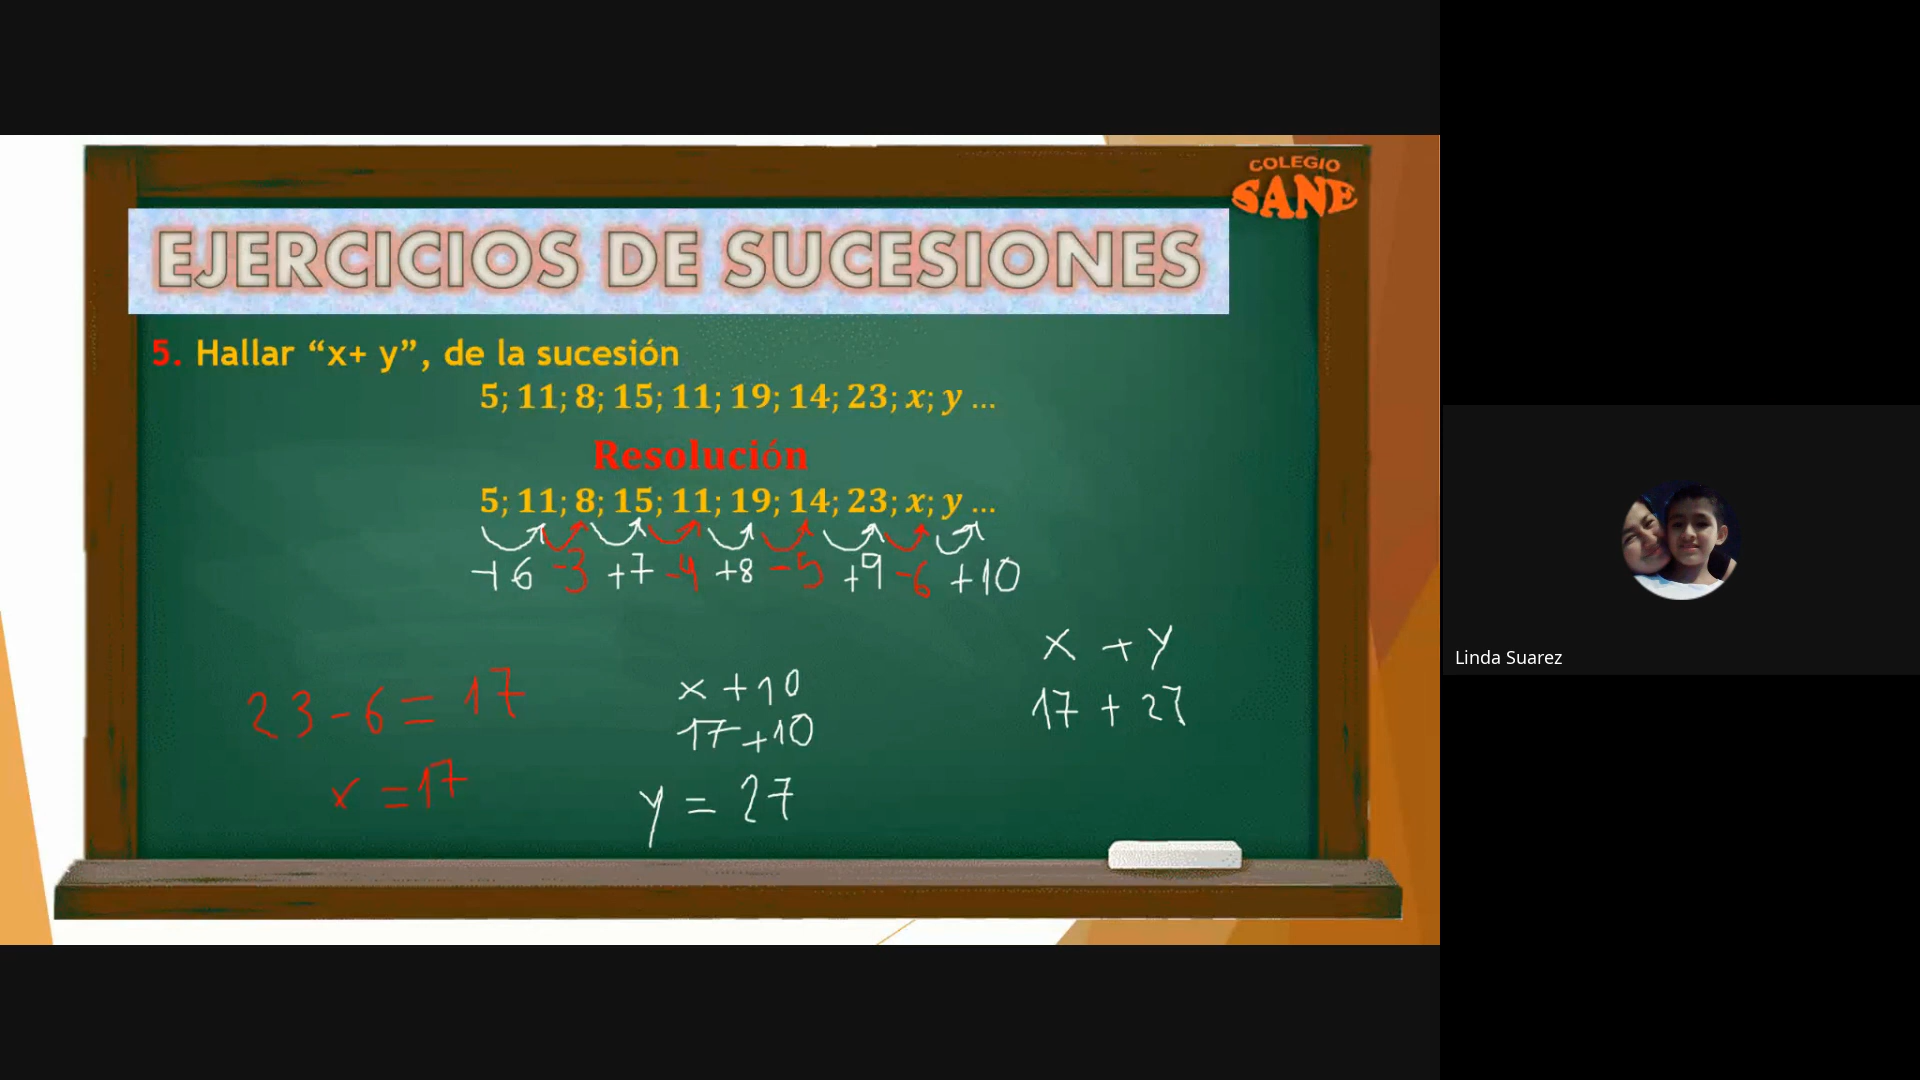 COLEGIO
SANE
EJERCICIOS DE SUCESIONES
5. Hallar “x+ y”, de la sucesión
5; 11; 8; 15; 11; 19; 14; 23; x; y ...
Resolución
5; 11; 8; 15; 11; 19; 14; 23; x; y ...
+6 -3 +7 -4 +8 -5 +9 -6 +10
23-6=17
x=17
x+10
17+10
y=27
x+y
17+27
Linda Suarez